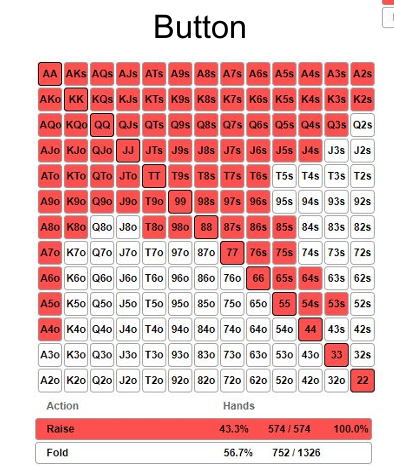 Button
AA AKs AQs AJs ATs A9s A8s A7s A6s A5s A4s A3s A2s
AKo KK KQs KJs KTs K9s K8s K7s K6s K5s K4s K3s K2s
AQo KQo QQ QJs QTs Q9s Q8s Q7s Q6s Q5s Q4s Q3s Q2s
AJo KJo QJo JJ JTs J9s J8s J7s J6s J5s J4s J3s J2s
ATo KTo QTo JTo TT T9s T8s T7s T6s T5s T4s T3s T2s
A9o K9o Q9o J9o T9o 99 98s 97s 96s 95s 94s 93s 92s
A8o K8o Q8o J8o T8o 98o 88 87s 86s 85s 84s 83s 82s
A7o K7o Q7o J7o T7o 97o 87o 77 76s 75s 74s 73s 72s
A6o K6o Q6o J6o T6o 96o 86o 76o 66 65s 64s 63s 62s
A5o K5o Q5o J5o T5o 95o 85o 75o 65o 55 54s 53s 52s
A4o K4o Q4o J4o T4o 94o 84o 74o 64o 54o 44 43s 42s
A3o K3o Q3o J3o T3o 93o 83o 73o 63o 53o 43o 33 32s
A2o K2o Q2o J2o T2o 92o 82o 72o 62o 52o 42o 32o 22
Action Hands
Raise 43.3% 574 / 574 100.0%
Fold 56.7% 752 / 1326